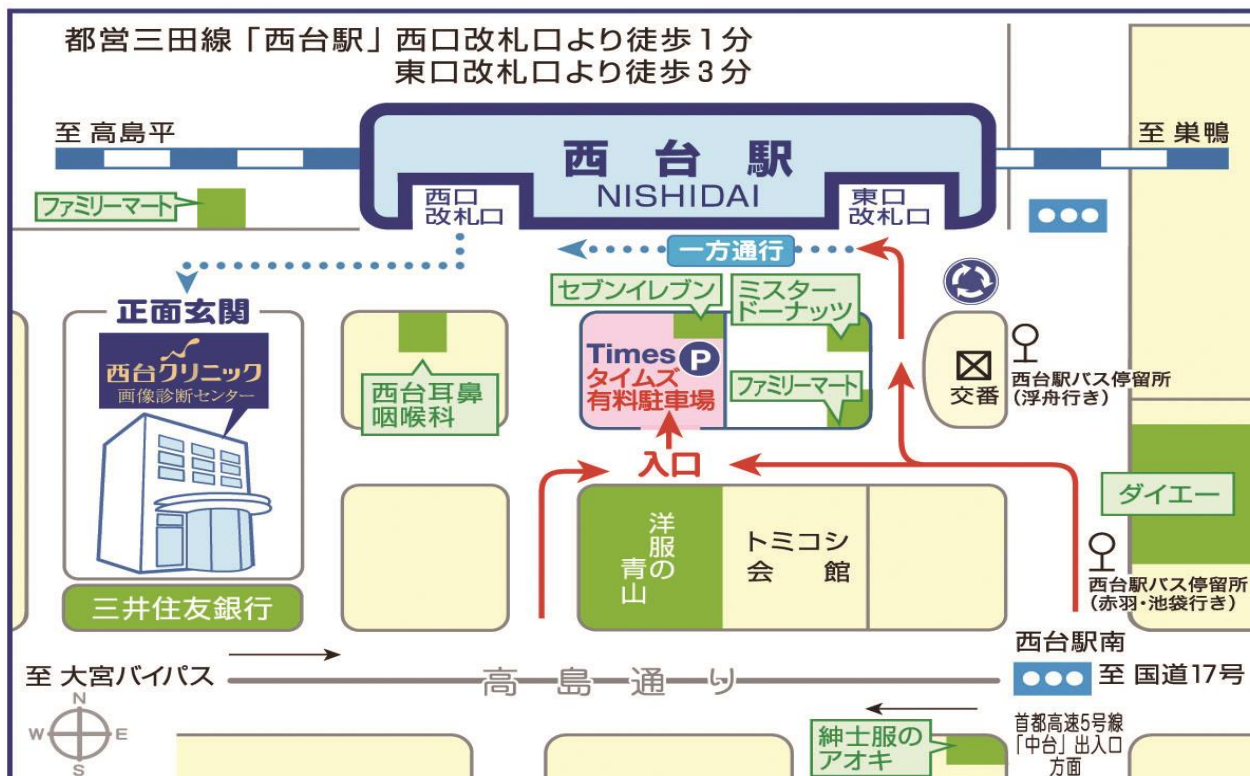 都営三田線「西台駅」西口改札口より徒歩1分
東口改札口より徒歩3分
至 高島平
西台駅
NISHIDAI
至 巣鴨
ファミリーマート
西口
改札口
東口
改札口
一方通行
正面玄関
西台クリニック
画像診断センター
セブンイレブン
ミスター
ドーナッツ
Times P
タイムズ
有料駐車場
ファミリーマート
西台耳鼻
咽喉科
交番
西台駅バス停留所
(浮舟行き)
入口
ダイエー
洋服の
青山
トミコシ
会館
西台駅バス停留所
(赤羽・池袋行き)
三井住友銀行
西台駅南
至 大宮バイパス
高島通り
至 国道17号
N
W
E
S
紳士服の
アオキ
首都高速5号線
「中台」出入口
方面